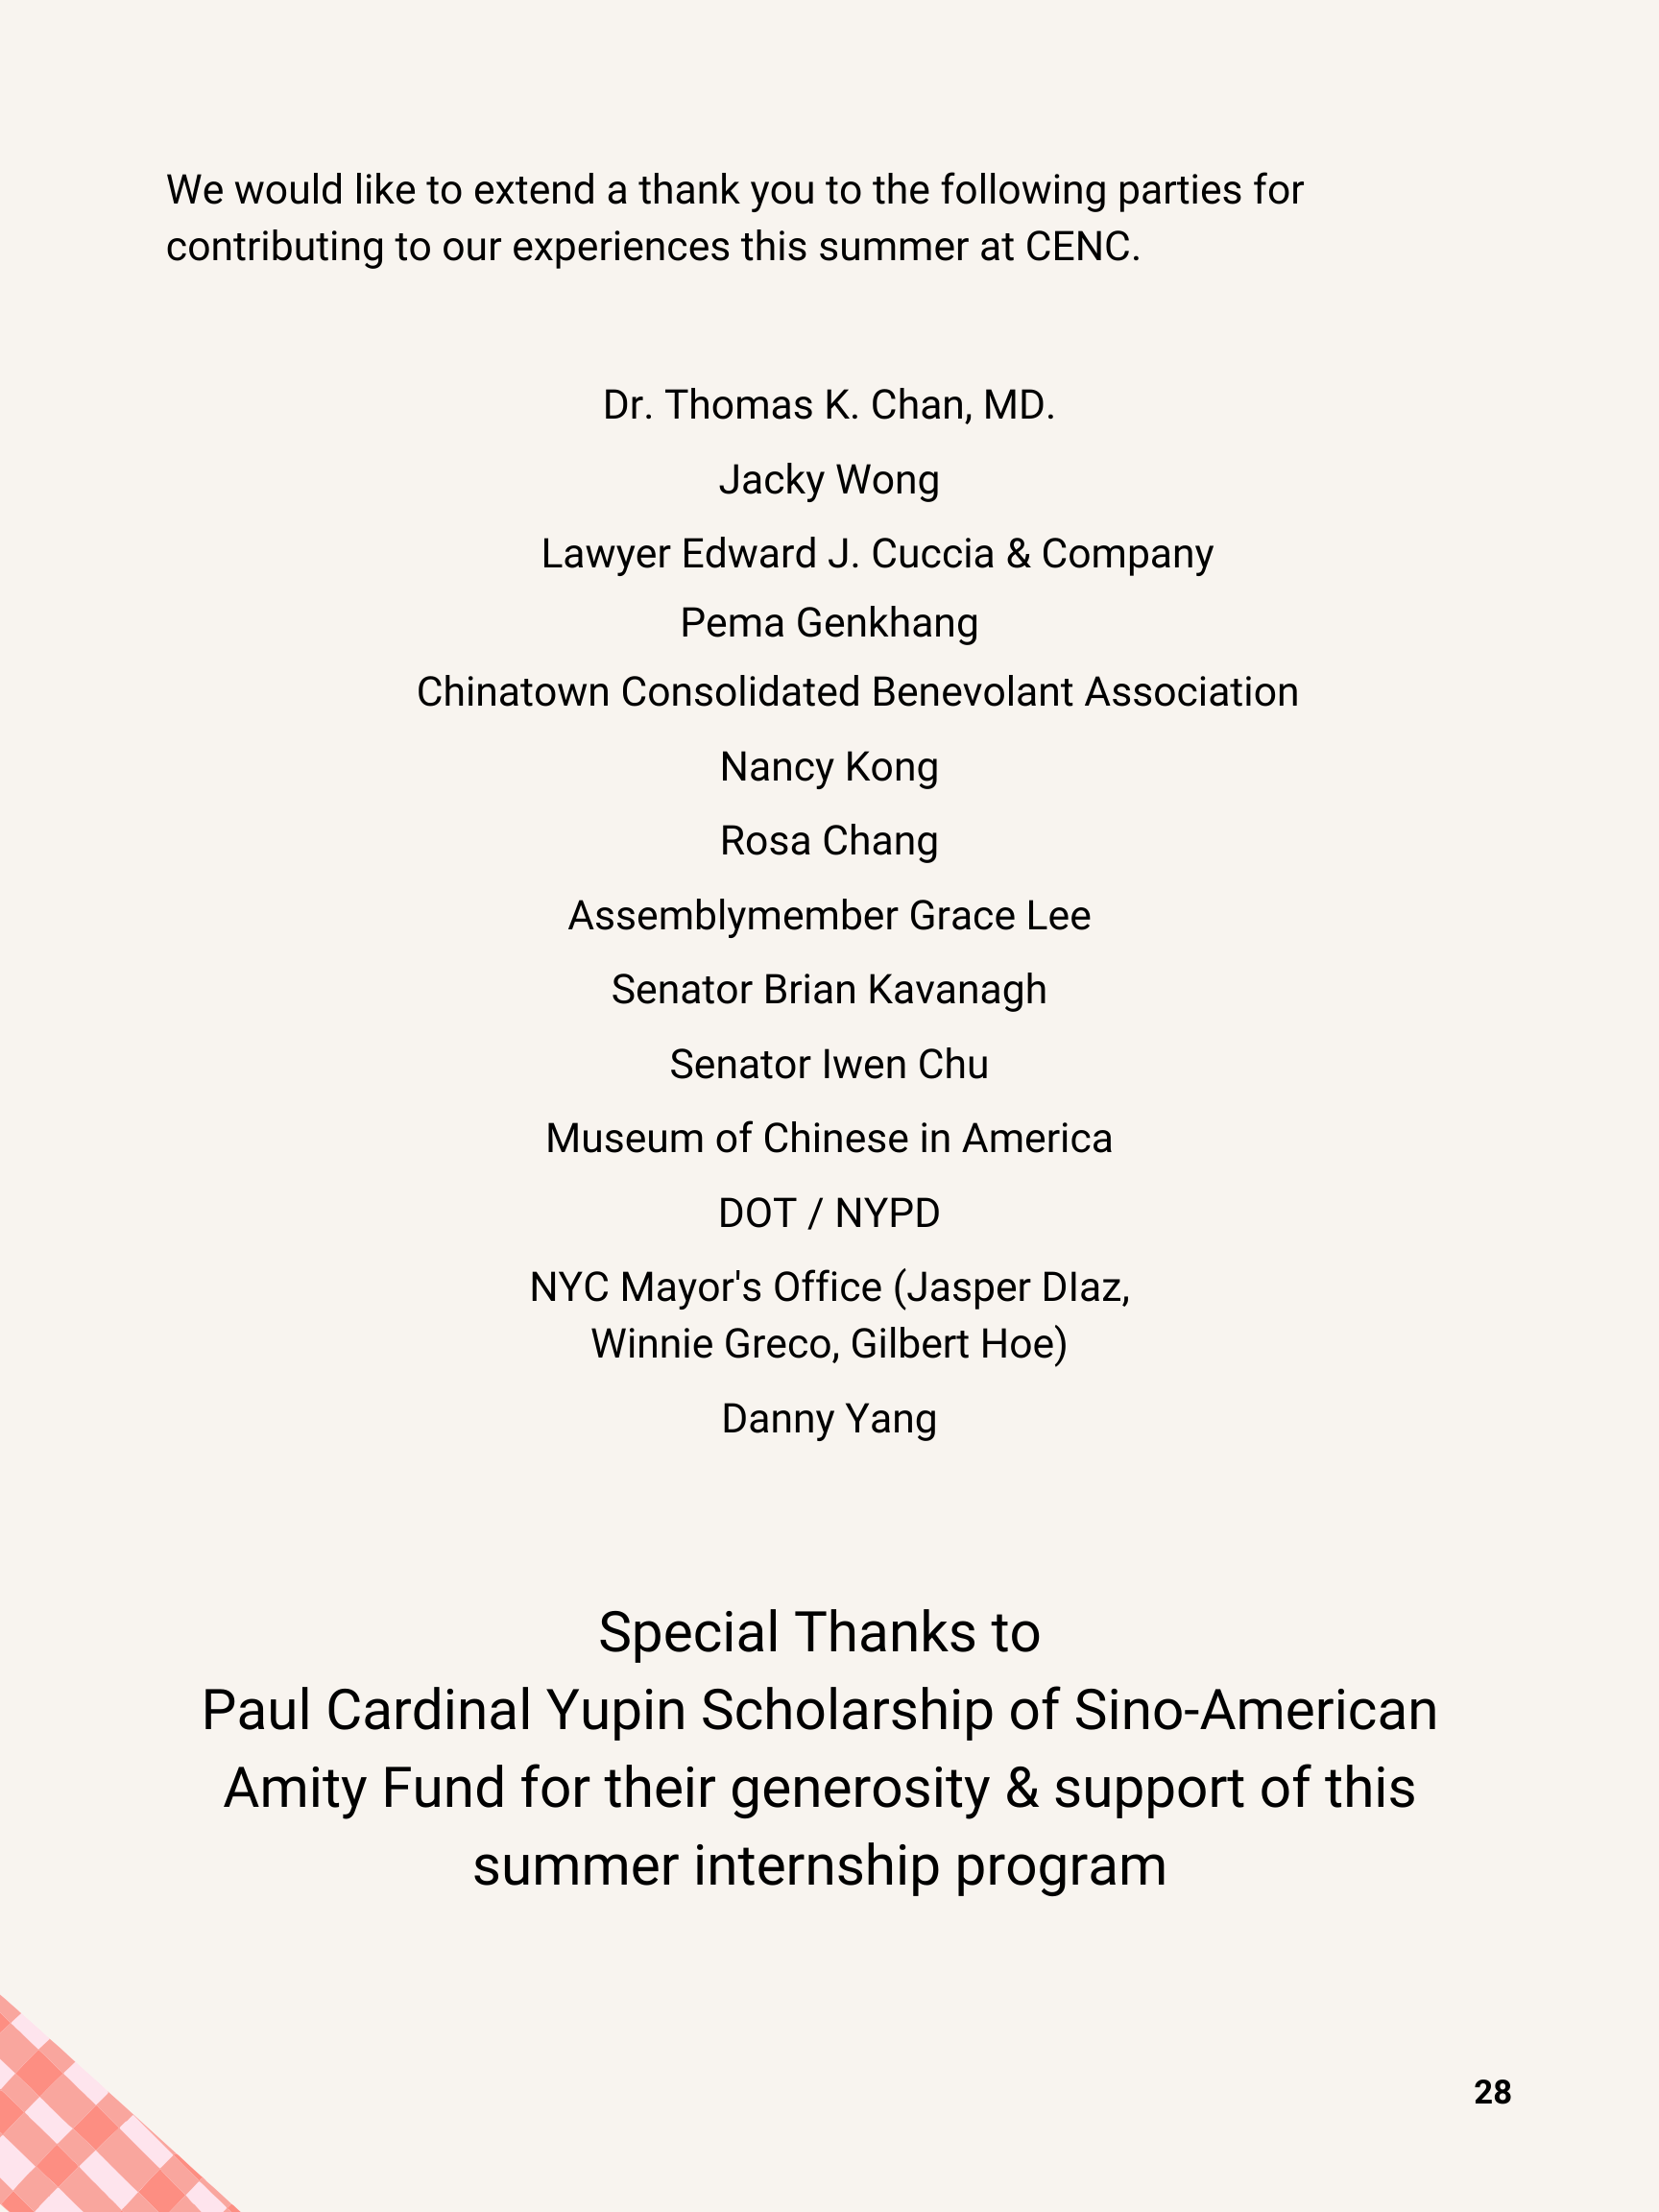 We would like to extend a thank you to the following parties for
contributing to our experiences this summer at CENC.
Dr. Thomas K. Chan, MD.
Jacky Wong
Lawyer Edward J. Cuccia & Company
Pema Genkhang
Chinatown Consolidated Benevolant Association
Nancy Kong
Rosa Chang
Assemblymember Grace Lee
Senator Brian Kavanagh
Senator Iwen Chu
Museum of Chinese in America
DOT / NYPD
NYC Mayor's Office (Jasper DIaz,
Winnie Greco, Gilbert Hoe)
Danny Yang
Special Thanks to
Paul Cardinal Yupin Scholarship of Sino-American
Amity Fund for their generosity & support of this
summer internship program
28